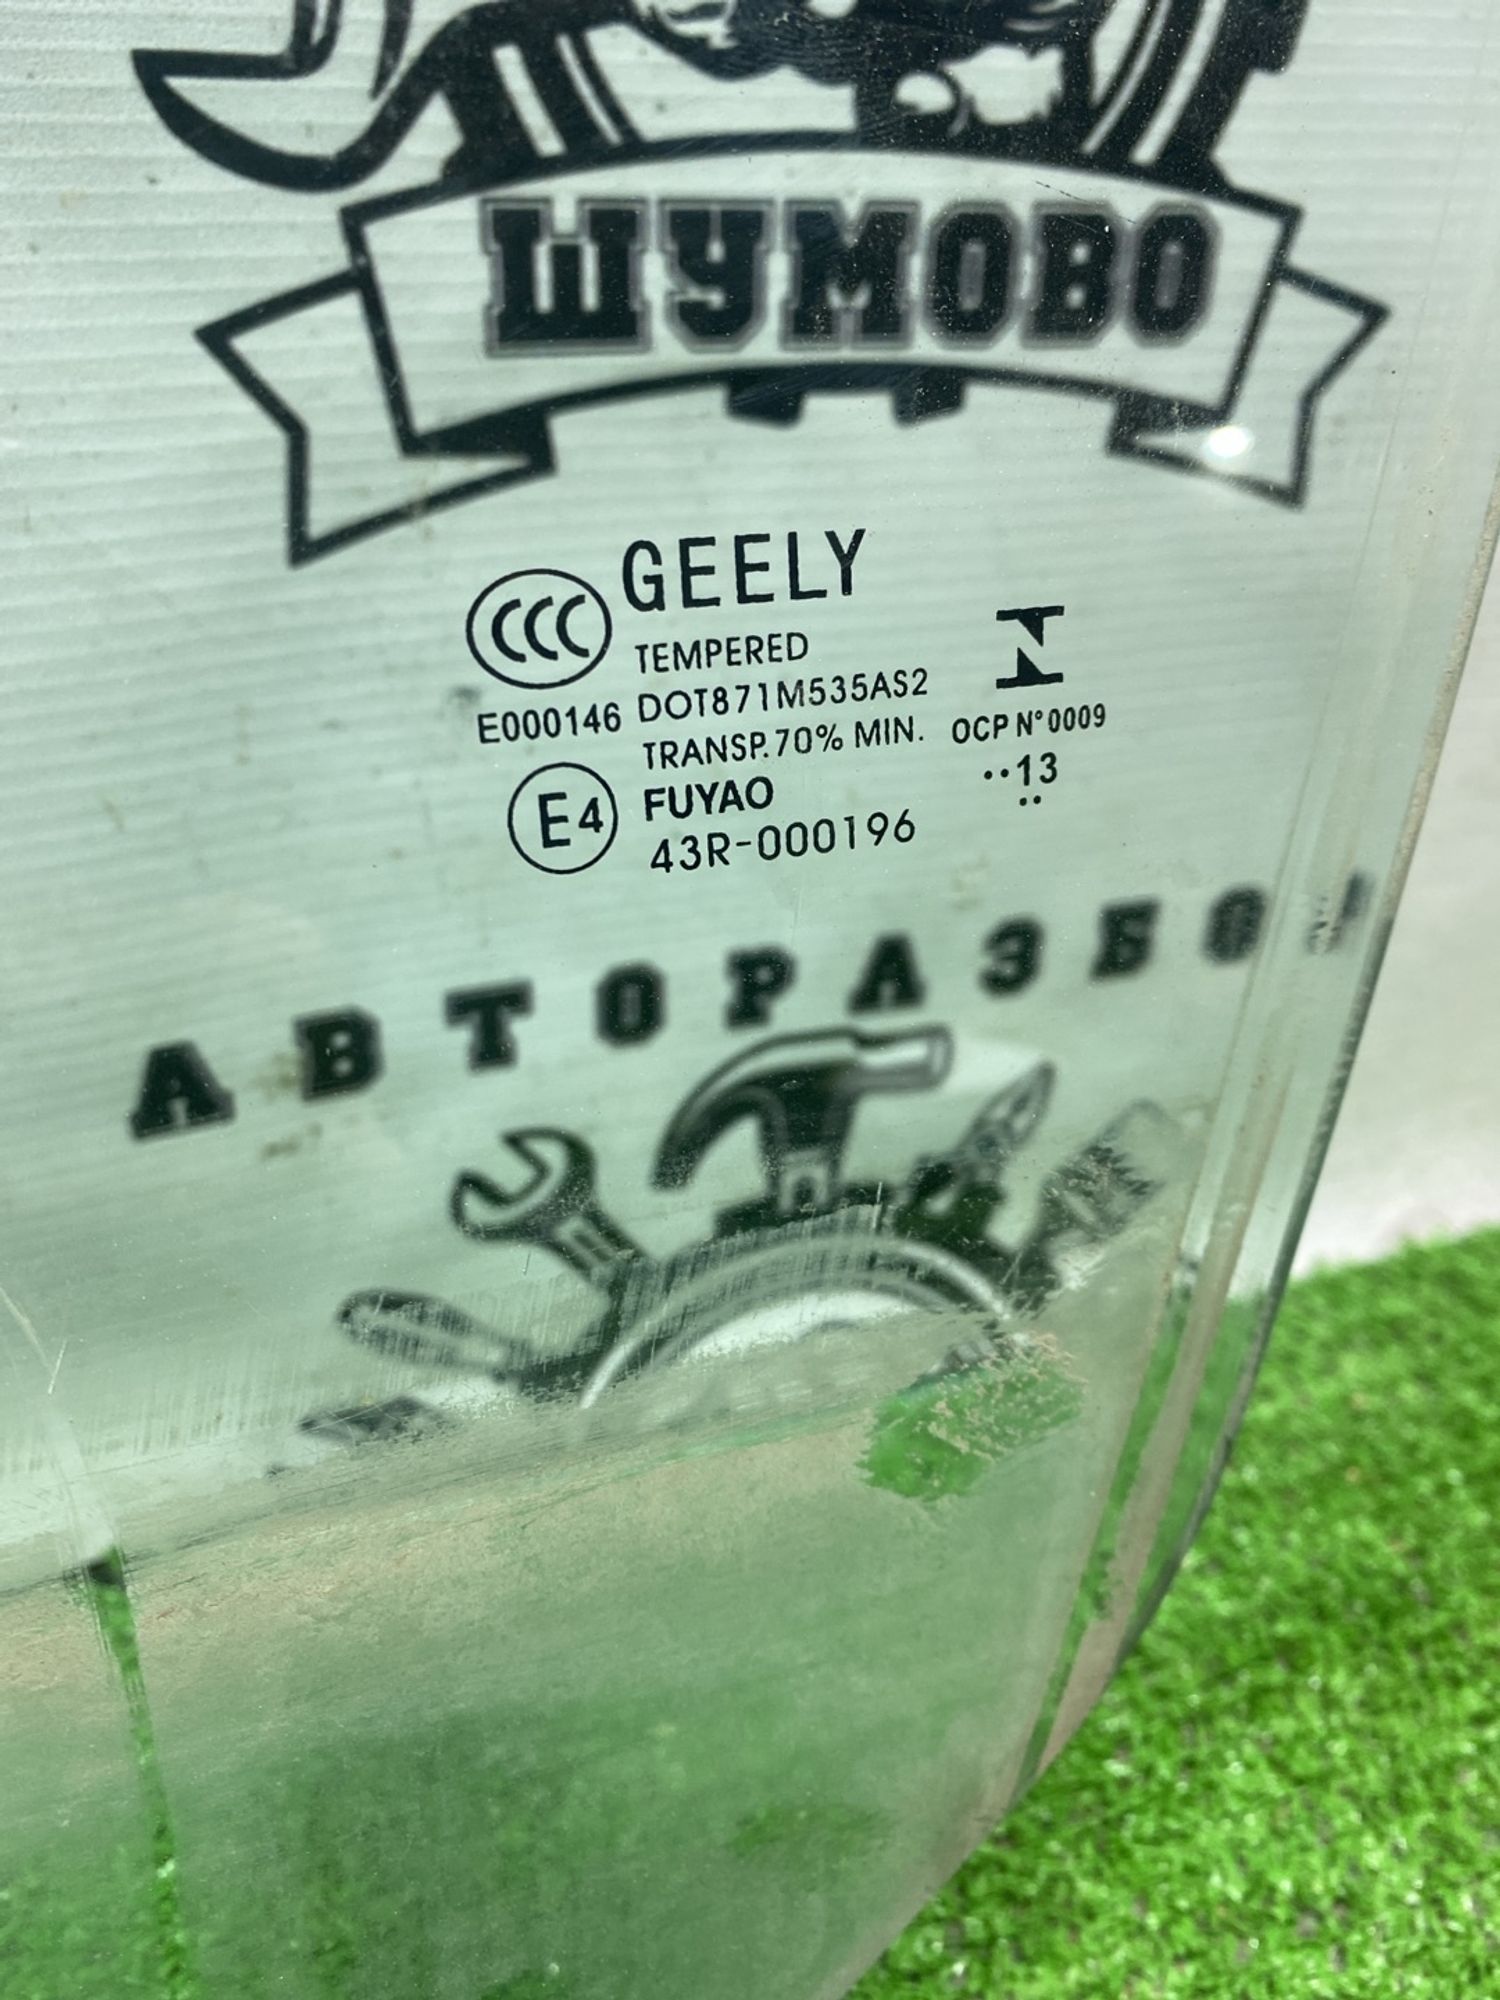 ШУМОВО
GEELY
CCC
TEMPERED
E000146 DOT871M535AS2
TRANSP.70% MIN. OCP N°0009
··13
··
E4 FUYAO
43R-000196
АВТОРАЗБО